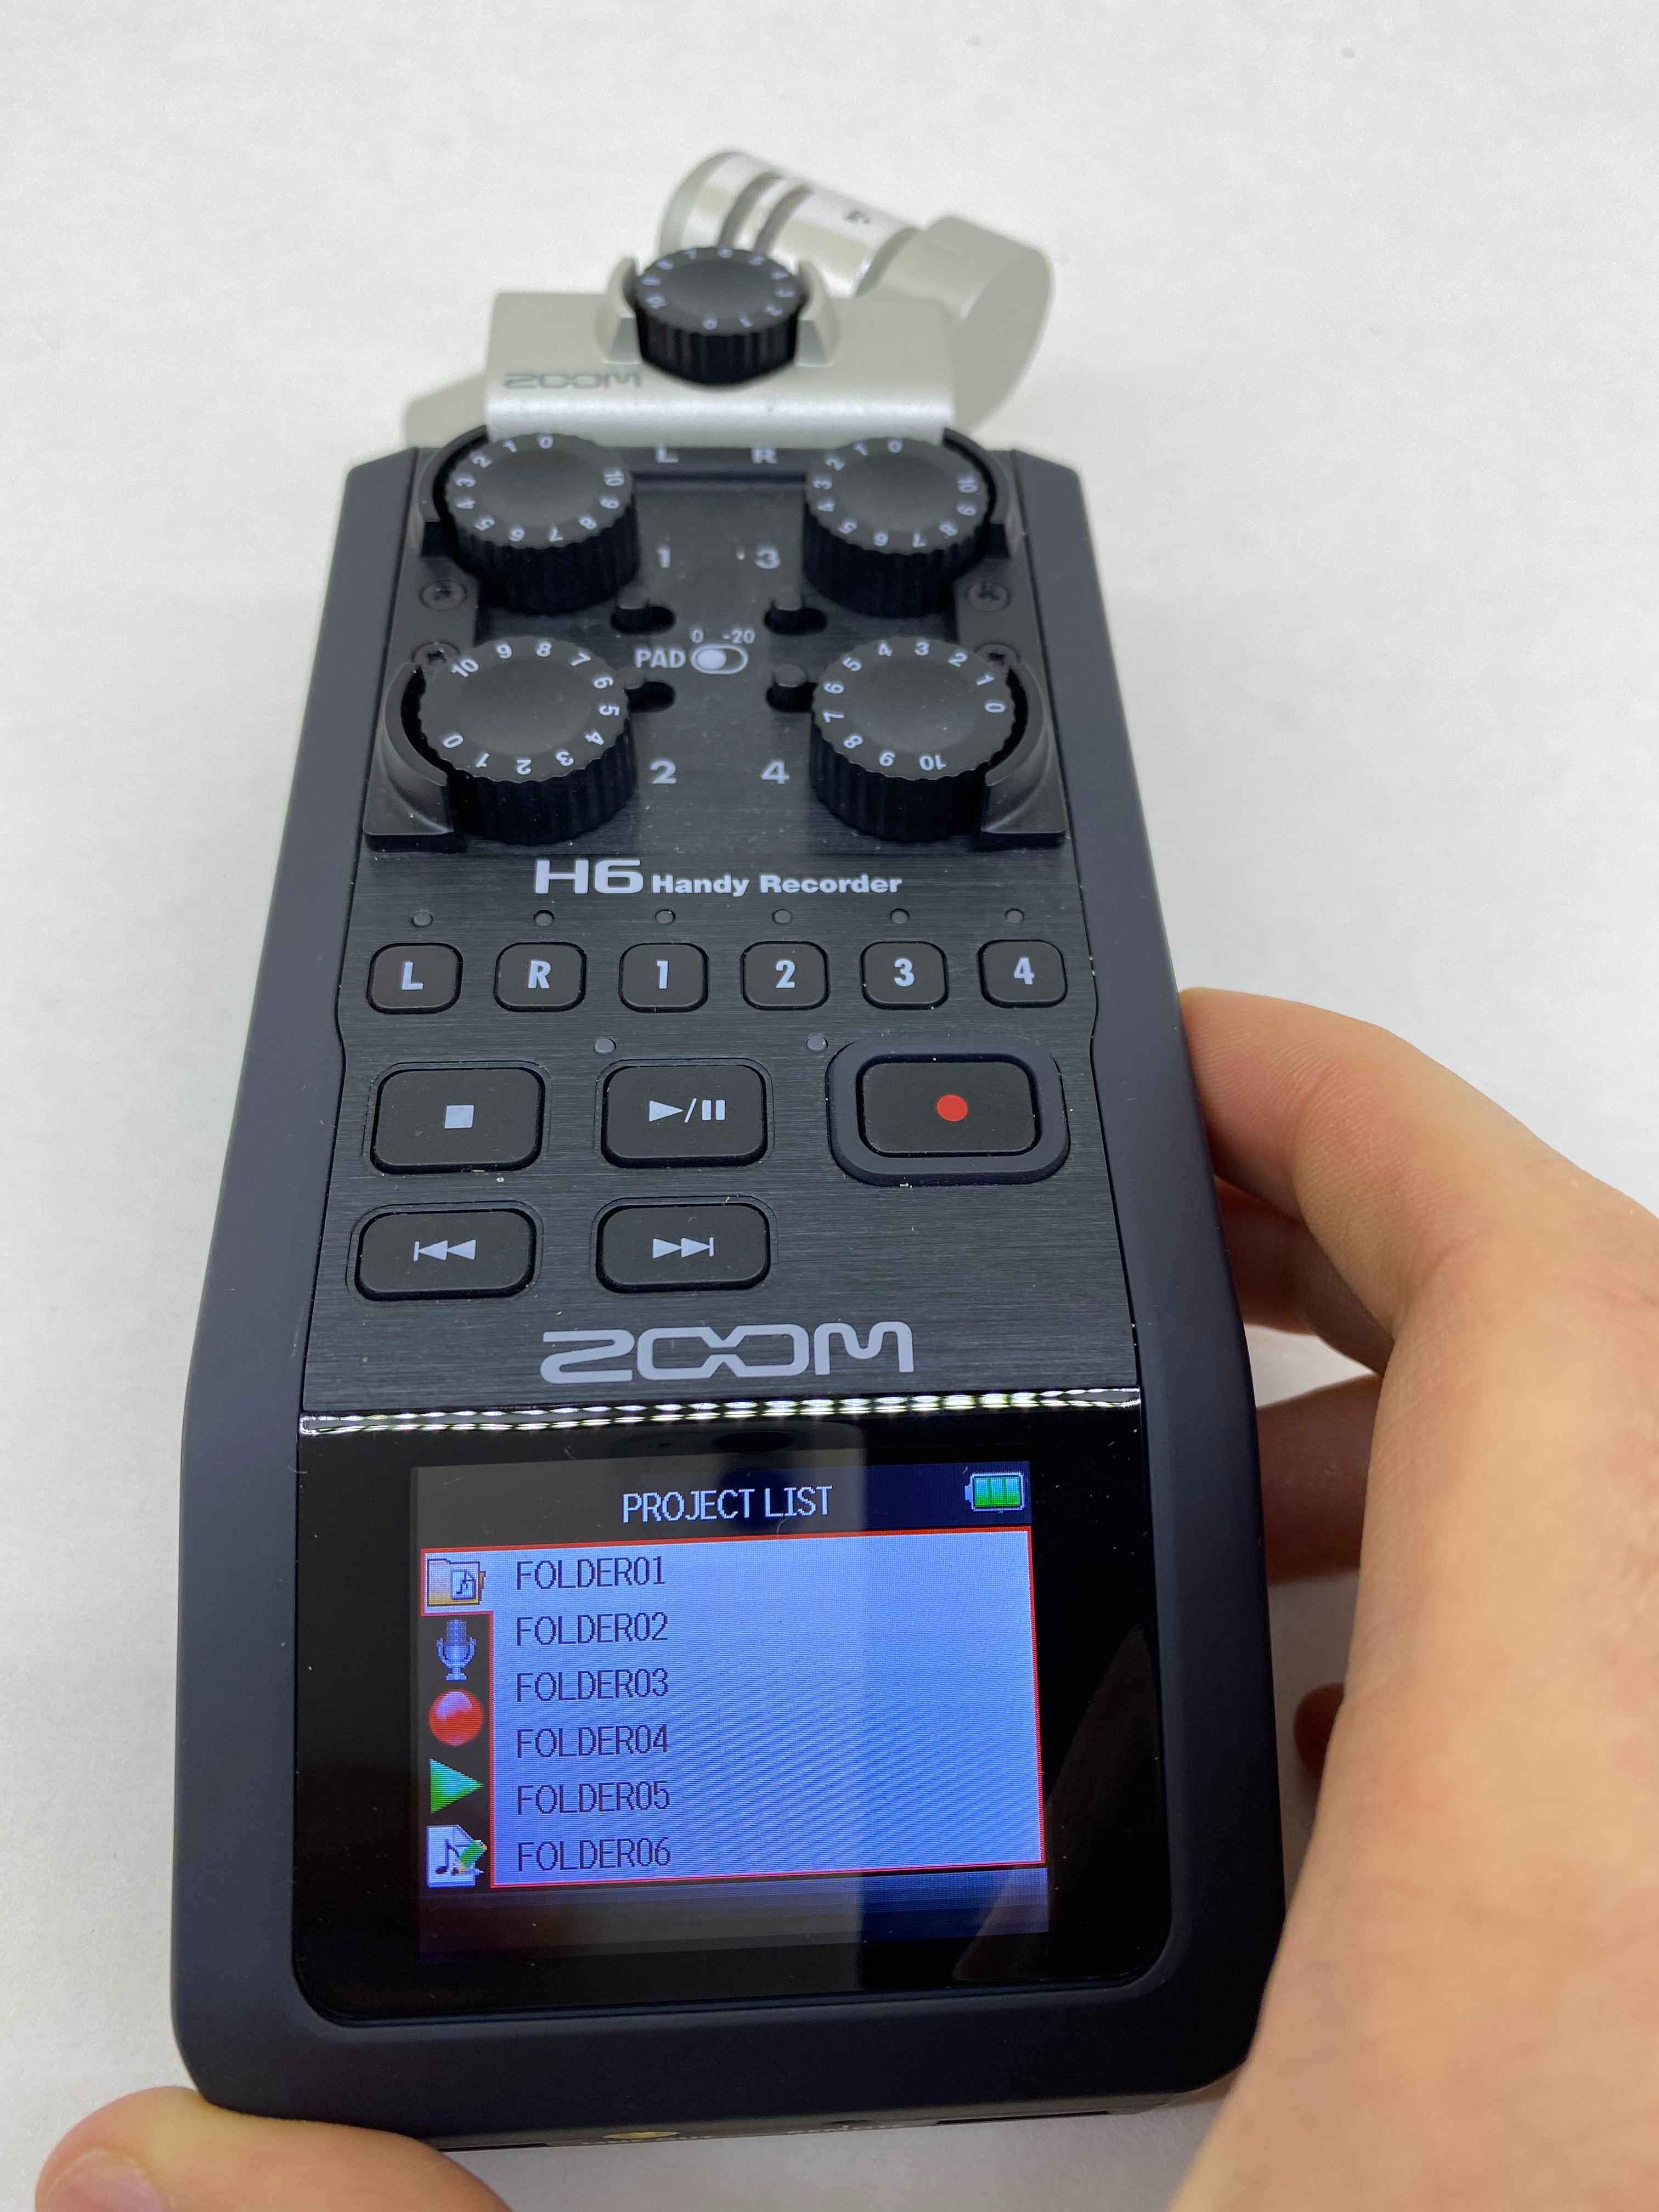 ZOOM
L R
1 3
0 -20
PAD
2 4
H6 Handy Recorder
L R 1 2 3 4
ZOOM
PROJECT LIST
FOLDER01
FOLDER02
FOLDER03
FOLDER04
FOLDER05
FOLDER06